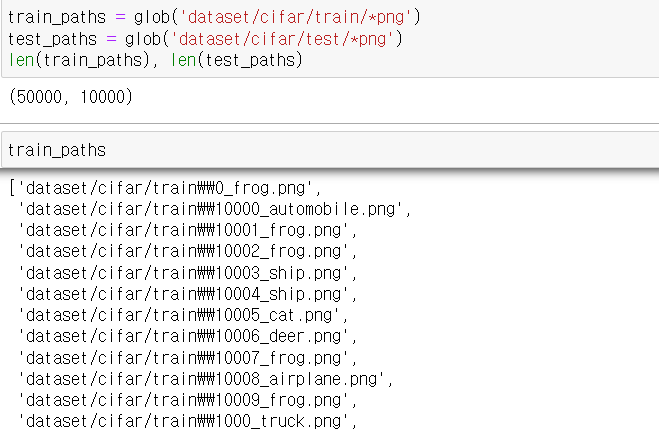 train_paths = glob('dataset/cifar/train/*png')
test_paths = glob('dataset/cifar/test/*png')
len(train_paths), len(test_paths)
(50000, 10000)
train_paths
['dataset/cifar/train₩₩0_frog.png',
'dataset/cifar/train₩₩10000_automobile.png',
'dataset/cifar/train₩₩10001_frog.png',
'dataset/cifar/train₩₩10002_frog.png',
'dataset/cifar/train₩₩10003_ship.png',
'dataset/cifar/train₩₩10004_ship.png',
'dataset/cifar/train₩₩10005_cat.png',
'dataset/cifar/train₩₩10006_deer.png',
'dataset/cifar/train₩₩10007_frog.png',
'dataset/cifar/train₩₩10008_airplane.png',
'dataset/cifar/train₩₩10009_frog.png',
'dataset/cifar/train₩₩1000_truck.png',